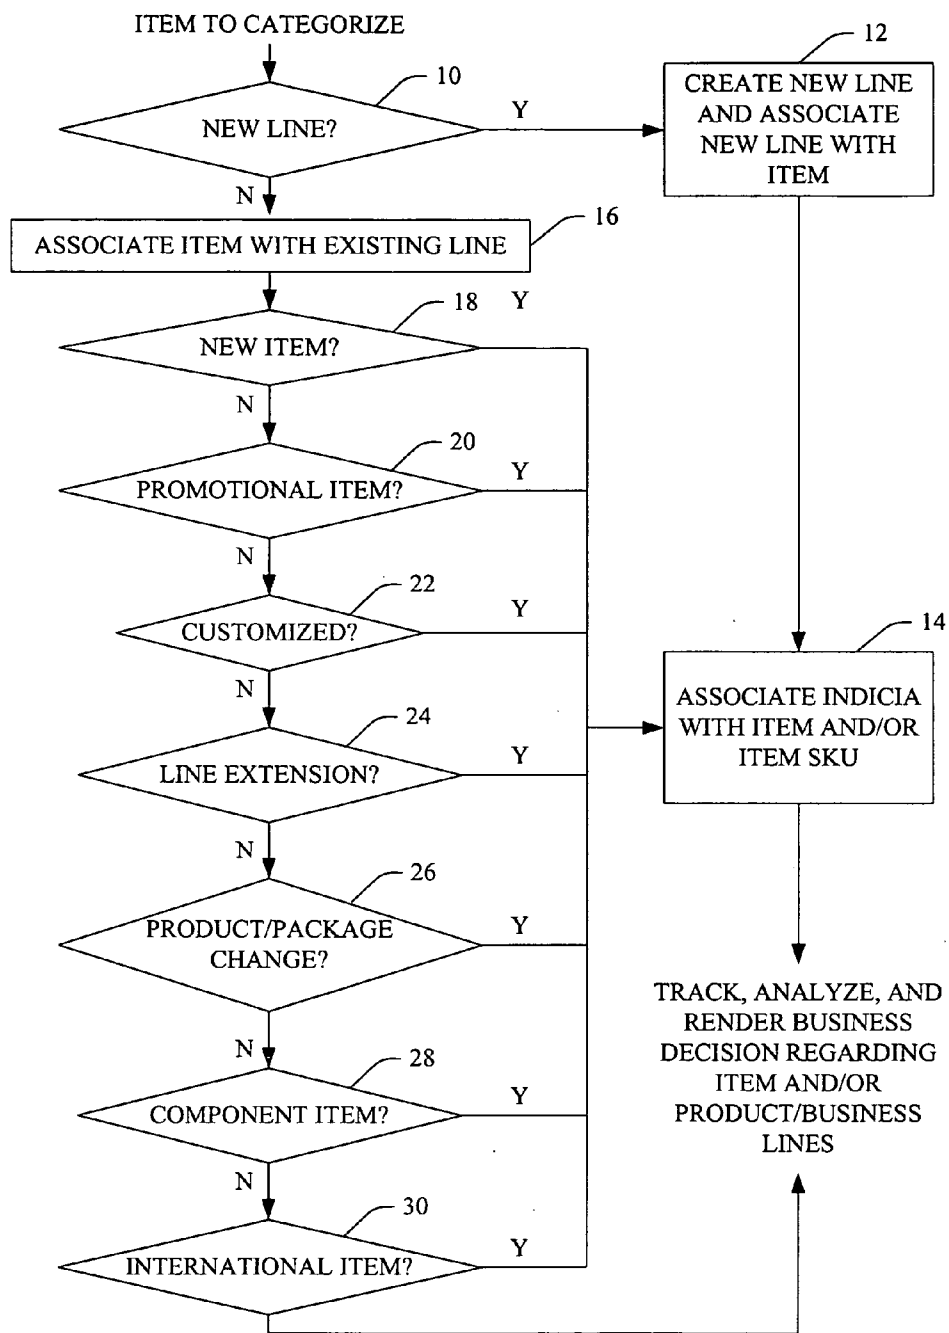 ITEM TO CATEGORIZE
10
NEW LINE?
Y
12
CREATE NEW LINE
AND ASSOCIATE
NEW LINE WITH
ITEM
N
16
ASSOCIATE ITEM WITH EXISTING LINE
18
Y
NEW ITEM?
N
20
PROMOTIONAL ITEM?
Y
N
22
CUSTOMIZED?
Y
14
ASSOCIATE INDICIA
WITH ITEM AND/OR
ITEM SKU
N
24
LINE EXTENSION?
Y
N
26
PRODUCT/PACKAGE
CHANGE?
Y
N
28
COMPONENT ITEM?
Y
N
30
INTERNATIONAL ITEM?
Y
TRACK, ANALYZE, AND
RENDER BUSINESS
DECISION REGARDING
ITEM AND/OR
PRODUCT/BUSINESS
LINES